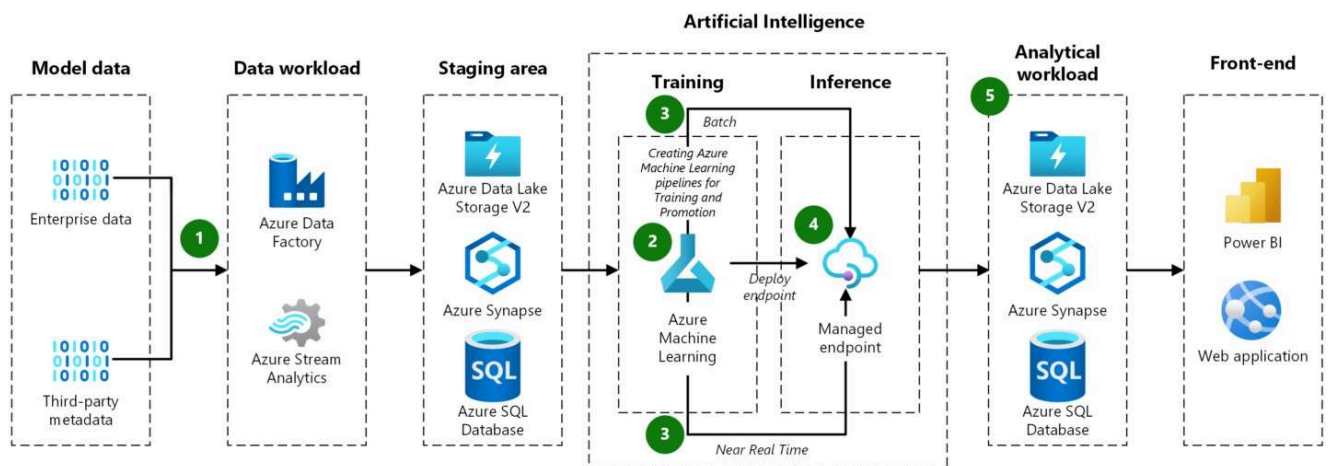 Artificial Intelligence
Model data
Data workload
Staging area
Training
Inference
Analytical
workload
Front-end
Enterprise data
Third-party
metadata
1
Azure Data
Factory
Azure Stream
Analytics
Azure Data Lake
Storage V2
Azure Synapse
SQL
Azure SQL
Database
3
Batch
Creating Azure
Machine Learning
pipelines for
Training and
Promotion
2
Azure
Machine
Learning
Deploy
endpoint
4
Managed
endpoint
3
Near Real Time
5
Azure Data Lake
Storage V2
Azure Synapse
SQL
Azure SQL
Database
Power BI
Web application